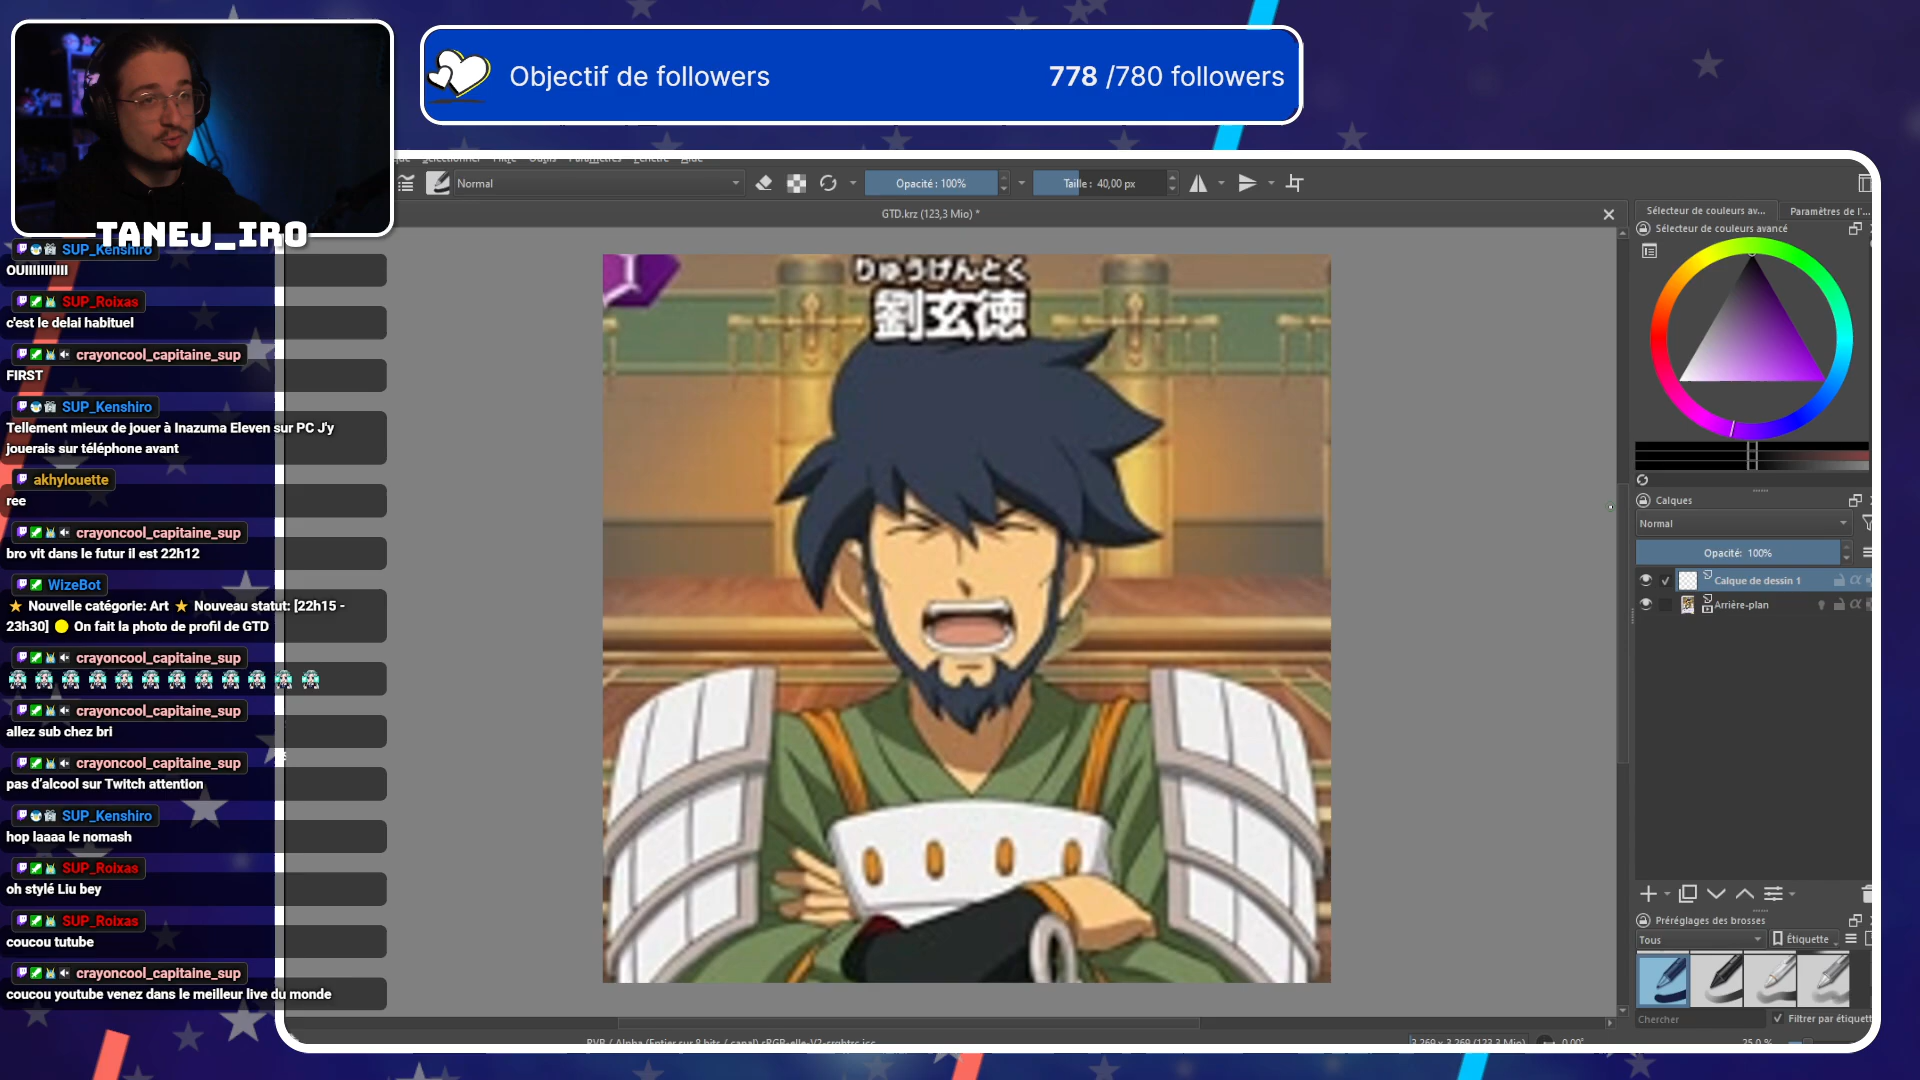 Objectif de followers
778 /780 followers
TANEJ_IRO
SUP_Kenshiro
OUIIIIIIIIIII
SUP_Roixas
c'est le delai habituel
crayoncool_capitaine_sup
FIRST
SUP_Kenshiro
Tellement mieux de jouer à Inazuma Eleven sur PC J'y
jouerais sur téléphone avant
akhylouette
ree
crayoncool_capitaine_sup
bro vit dans le futur il est 22h12
WizeBot
Nouvelle catégorie: Art ★ Nouveau statut: [22h15 -
23h30] On fait la photo de profil de GTD
crayoncool_capitaine_sup
crayoncool_capitaine_sup
allez sub chez bri
crayoncool_capitaine_sup
pas d'alcool sur Twitch attention
SUP_Kenshiro
hop laaaa le nomash
SUP_Roixas
oh stylé Liu bey
SUP_Roixas
coucou tutube
crayoncool_capitaine_sup
coucou youtube venez dans le meilleur live du monde
Normal
Opacité : 100%
Taille : 40,00 px
GTD.krz (123,3 Mio) *
りゅうげんとく
劉玄徳
Sélecteur de couleurs av...
Paramètres de l'...
Sélecteur de couleurs avancé
Calques
Normal
Opacité: 100%
Calque de dessin 1
Arrière-plan
Préréglages des brosses
Tous
Étiquette
Chercher
Filtrer par étiquett